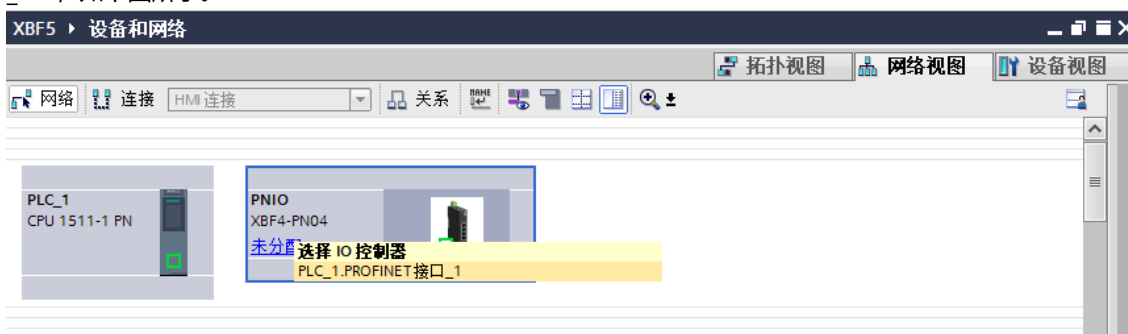 XBF5 ▸ 设备和网络
拓扑视图 网络视图 设备视图
网络 连接 HMI 连接 关系
PLC_1
CPU 1511-1 PN
PNIO
XBF4-PN04
未分配
选择 IO 控制器
PLC_1.PROFINET接口_1